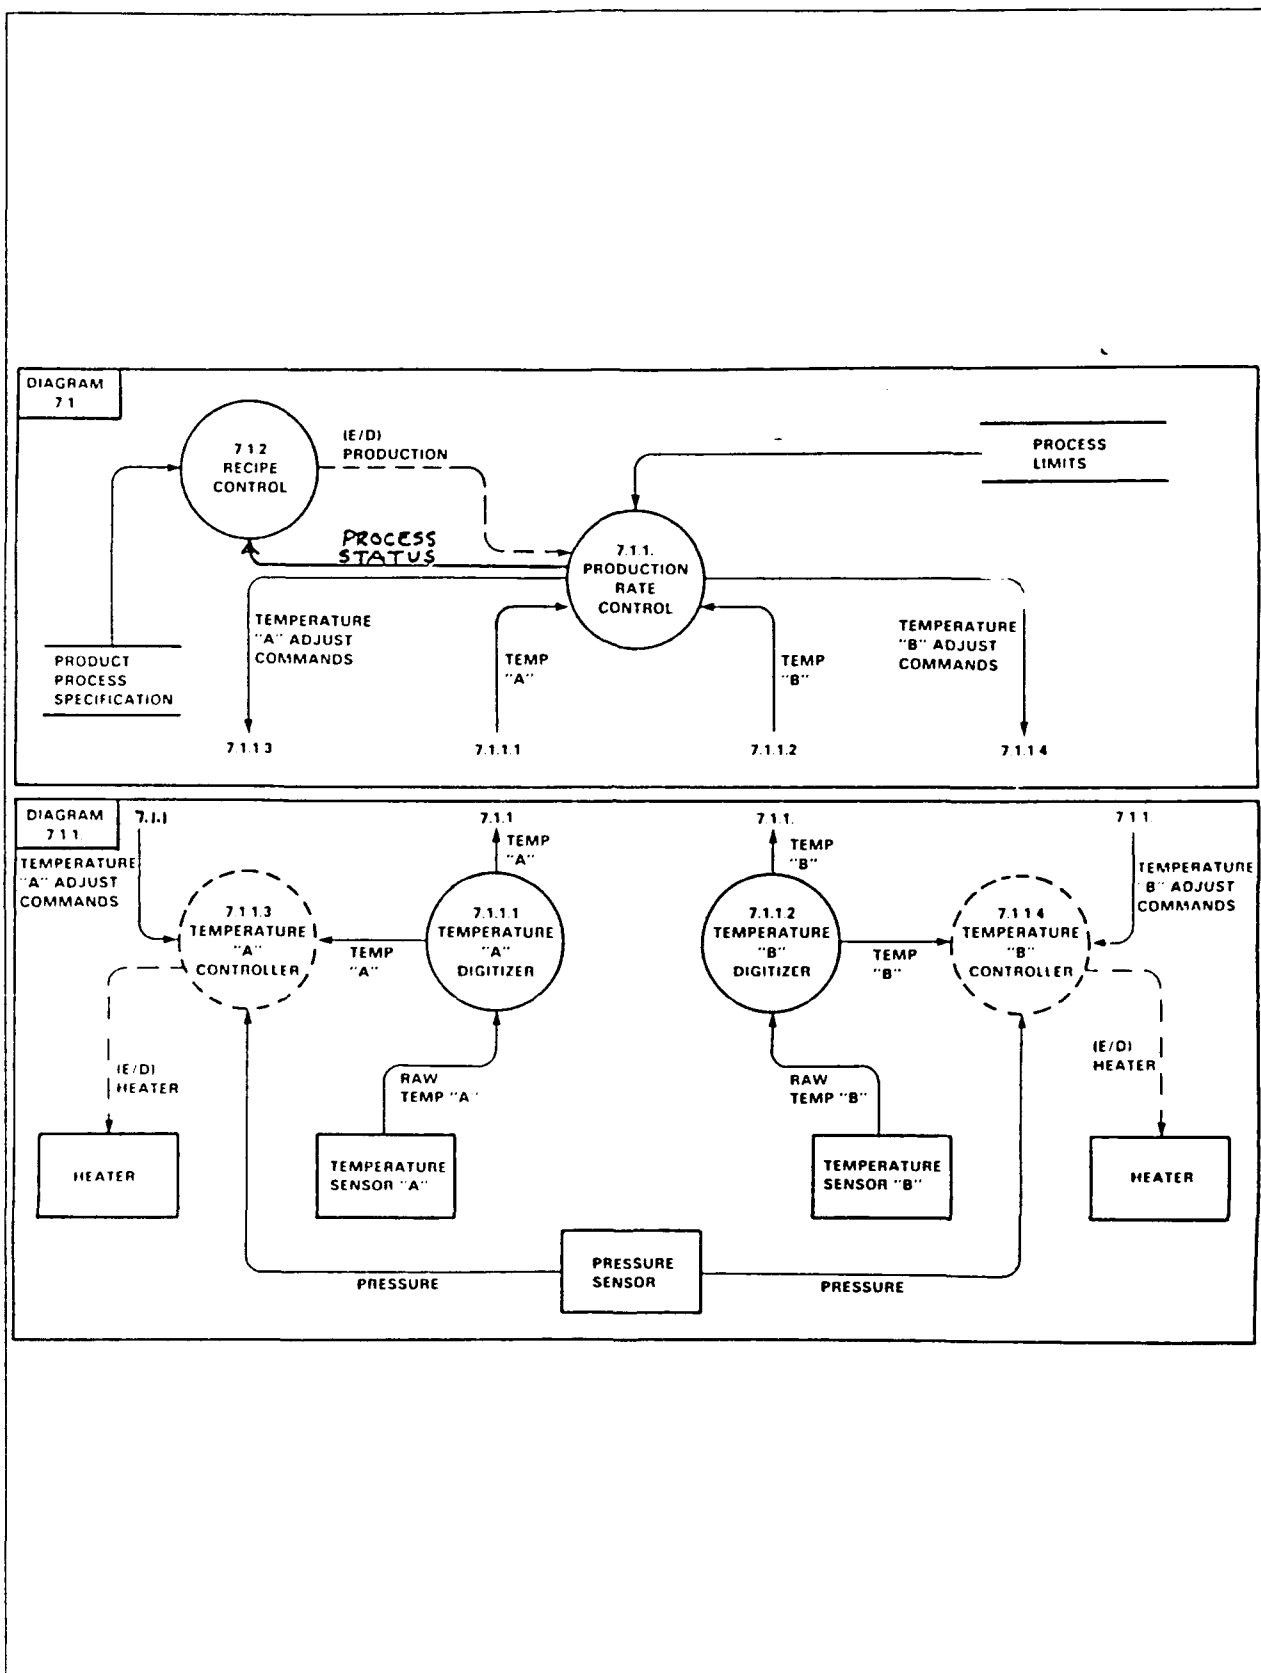 DIAGRAM
7.1
7.1.2
RECIPE
CONTROL
(E/D)
PRODUCTION
PROCESS
LIMITS
PROCESS
STATUS
7.1.1.
PRODUCTION
RATE
CONTROL
TEMPERATURE
"A" ADJUST
COMMANDS
TEMP
"A"
TEMP
"B"
TEMPERATURE
"B" ADJUST
COMMANDS
PRODUCT
PROCESS
SPECIFICATION
7.1.1.3
7.1.1.1
7.1.1.2
7.1.1.4
DIAGRAM
7.1.1
7.1.1
7.1.1
7.1.1.
7.1.1.
TEMPERATURE
"A" ADJUST
COMMANDS
TEMP
"A"
TEMP
"B"
TEMPERATURE
"B" ADJUST
COMMANDS
7.1.1.3
TEMPERATURE
"A"
CONTROLLER
TEMP
"A"
7.1.1.1
TEMPERATURE
"A"
DIGITIZER
7.1.1.2
TEMPERATURE
"B"
DIGITIZER
TEMP
"B"
7.1.1.4
TEMPERATURE
"B"
CONTROLLER
(E/D)
HEATER
RAW
TEMP "A"
RAW
TEMP "B"
(E/D)
HEATER
HEATER
TEMPERATURE
SENSOR "A"
TEMPERATURE
SENSOR "B"
HEATER
PRESSURE
SENSOR
PRESSURE
PRESSURE